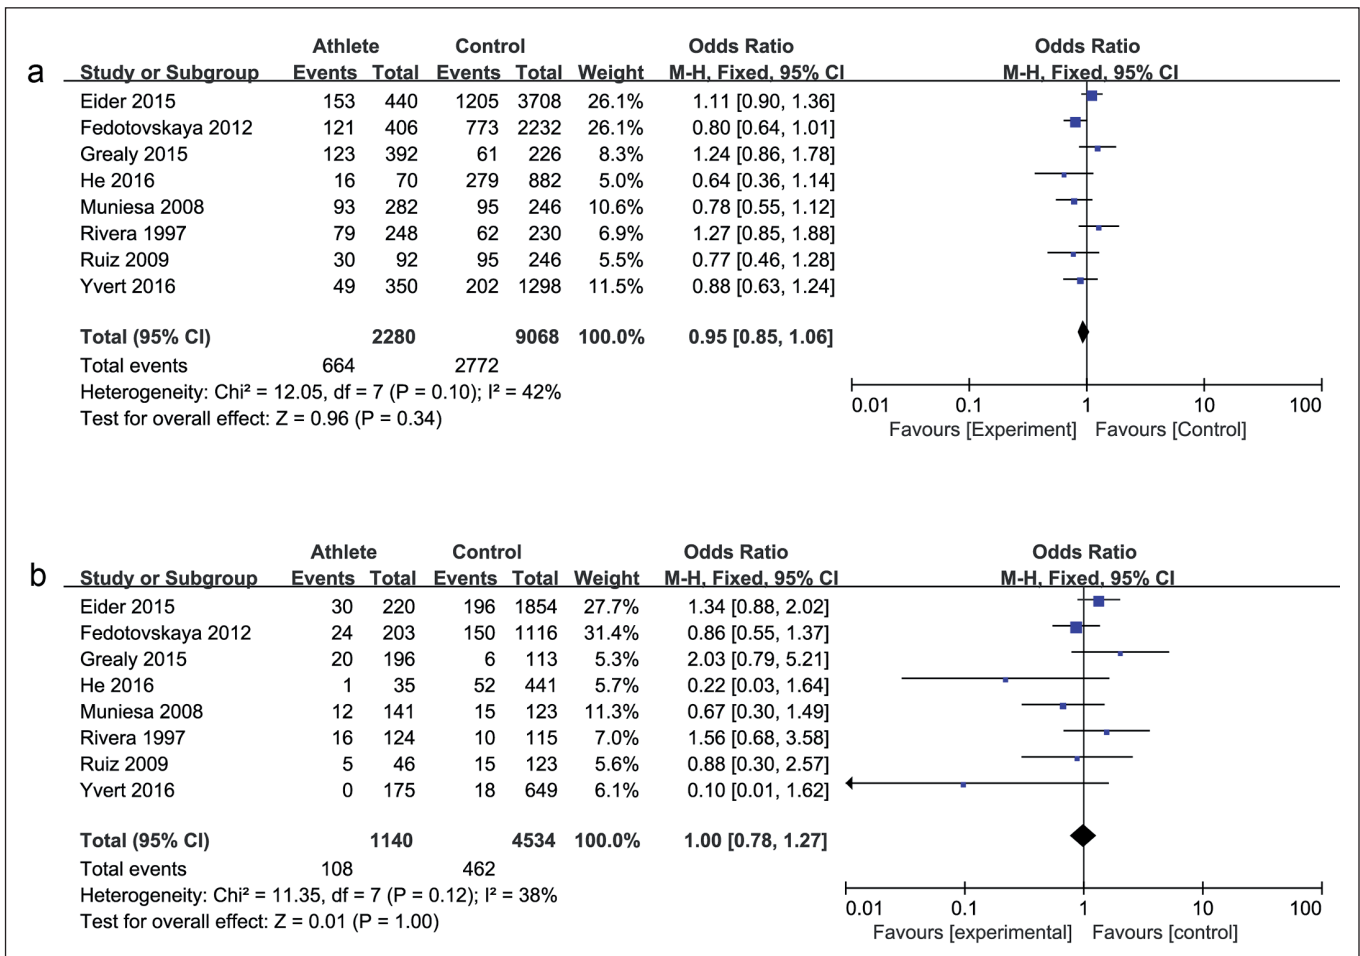 a
Athlete Control Odds Ratio Odds Ratio
Study or Subgroup Events Total Events Total Weight M-H, Fixed, 95% CI M-H, Fixed, 95% CI
Eider 2015 153 440 1205 3708 26.1% 1.11 [0.90, 1.36]
Fedotovskaya 2012 121 406 773 2232 26.1% 0.80 [0.64, 1.01]
Grealy 2015 123 392 61 226 8.3% 1.24 [0.86, 1.78]
He 2016 16 70 279 882 5.0% 0.64 [0.36, 1.14]
Muniesa 2008 93 282 95 246 10.6% 0.78 [0.55, 1.12]
Rivera 1997 79 248 62 230 6.9% 1.27 [0.85, 1.88]
Ruiz 2009 30 92 95 246 5.5% 0.77 [0.46, 1.28]
Yvert 2016 49 350 202 1298 11.5% 0.88 [0.63, 1.24]
Total (95% CI) 2280 9068 100.0% 0.95 [0.85, 1.06]
Total events 664 2772
Heterogeneity: Chi² = 12.05, df = 7 (P = 0.10); I² = 42%
Test for overall effect: Z = 0.96 (P = 0.34)
0.01 0.1 1 10 100
Favours [Experiment] Favours [Control]
b
Athlete Control Odds Ratio Odds Ratio
Study or Subgroup Events Total Events Total Weight M-H, Fixed, 95% CI M-H, Fixed, 95% CI
Eider 2015 30 220 196 1854 27.7% 1.34 [0.88, 2.02]
Fedotovskaya 2012 24 203 150 1116 31.4% 0.86 [0.55, 1.37]
Grealy 2015 20 196 6 113 5.3% 2.03 [0.79, 5.21]
He 2016 1 35 52 441 5.7% 0.22 [0.03, 1.64]
Muniesa 2008 12 141 15 123 11.3% 0.67 [0.30, 1.49]
Rivera 1997 16 124 10 115 7.0% 1.56 [0.68, 3.58]
Ruiz 2009 5 46 15 123 5.6% 0.88 [0.30, 2.57]
Yvert 2016 0 175 18 649 6.1% 0.10 [0.01, 1.62]
Total (95% CI) 1140 4534 100.0% 1.00 [0.78, 1.27]
Total events 108 462
Heterogeneity: Chi² = 11.35, df = 7 (P = 0.12); I² = 38%
Test for overall effect: Z = 0.01 (P = 1.00)
0.01 0.1 1 10 100
Favours [experimental] Favours [control]